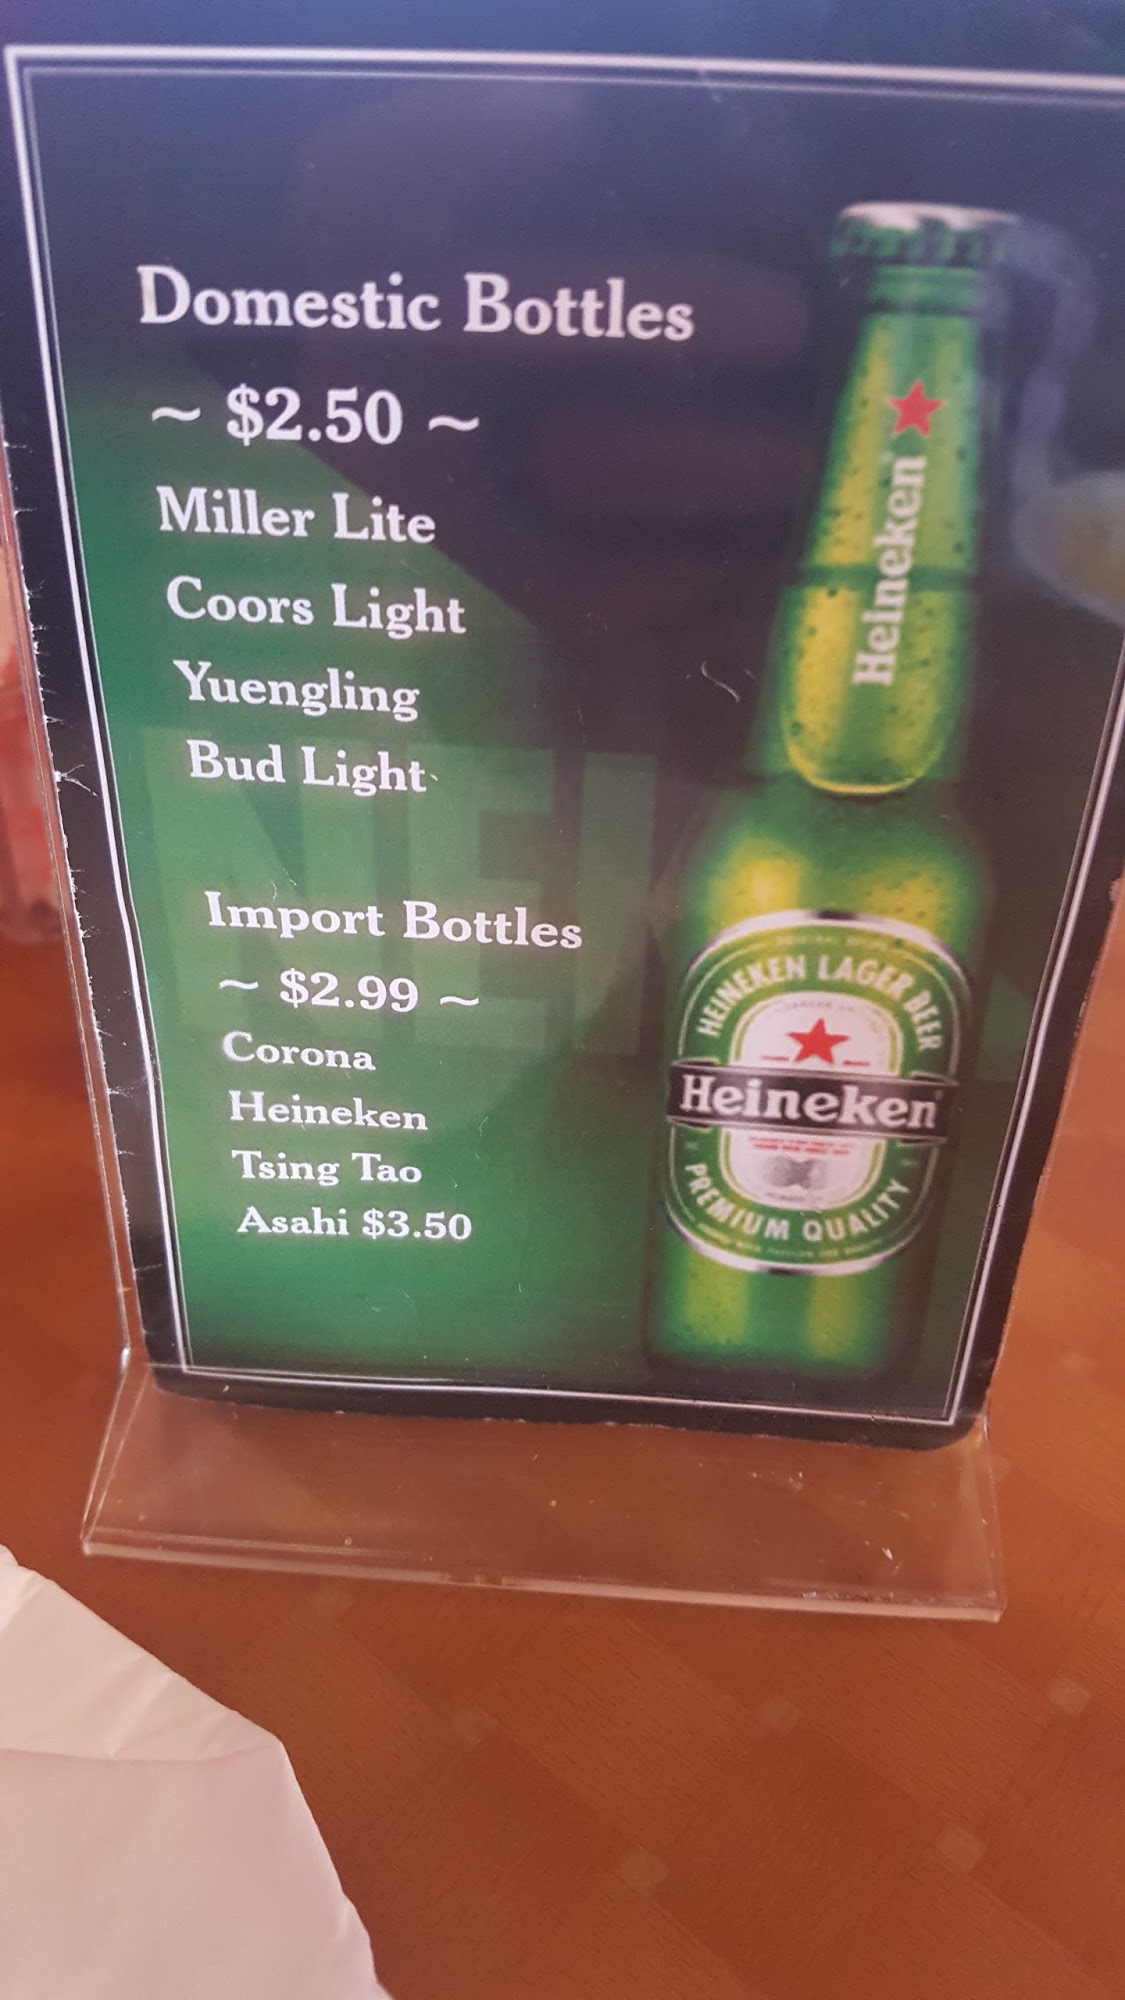 Domestic Bottles
~ $2.50 ~
Miller Lite
Coors Light
Yuengling
Bud Light
Import Bottles
~ $2.99 ~
Corona
Heineken
Tsing Tao
Asahi $3.50
Heineken
HEINEKEN LAGER BEER
Heineken
PREMIUM QUALITY